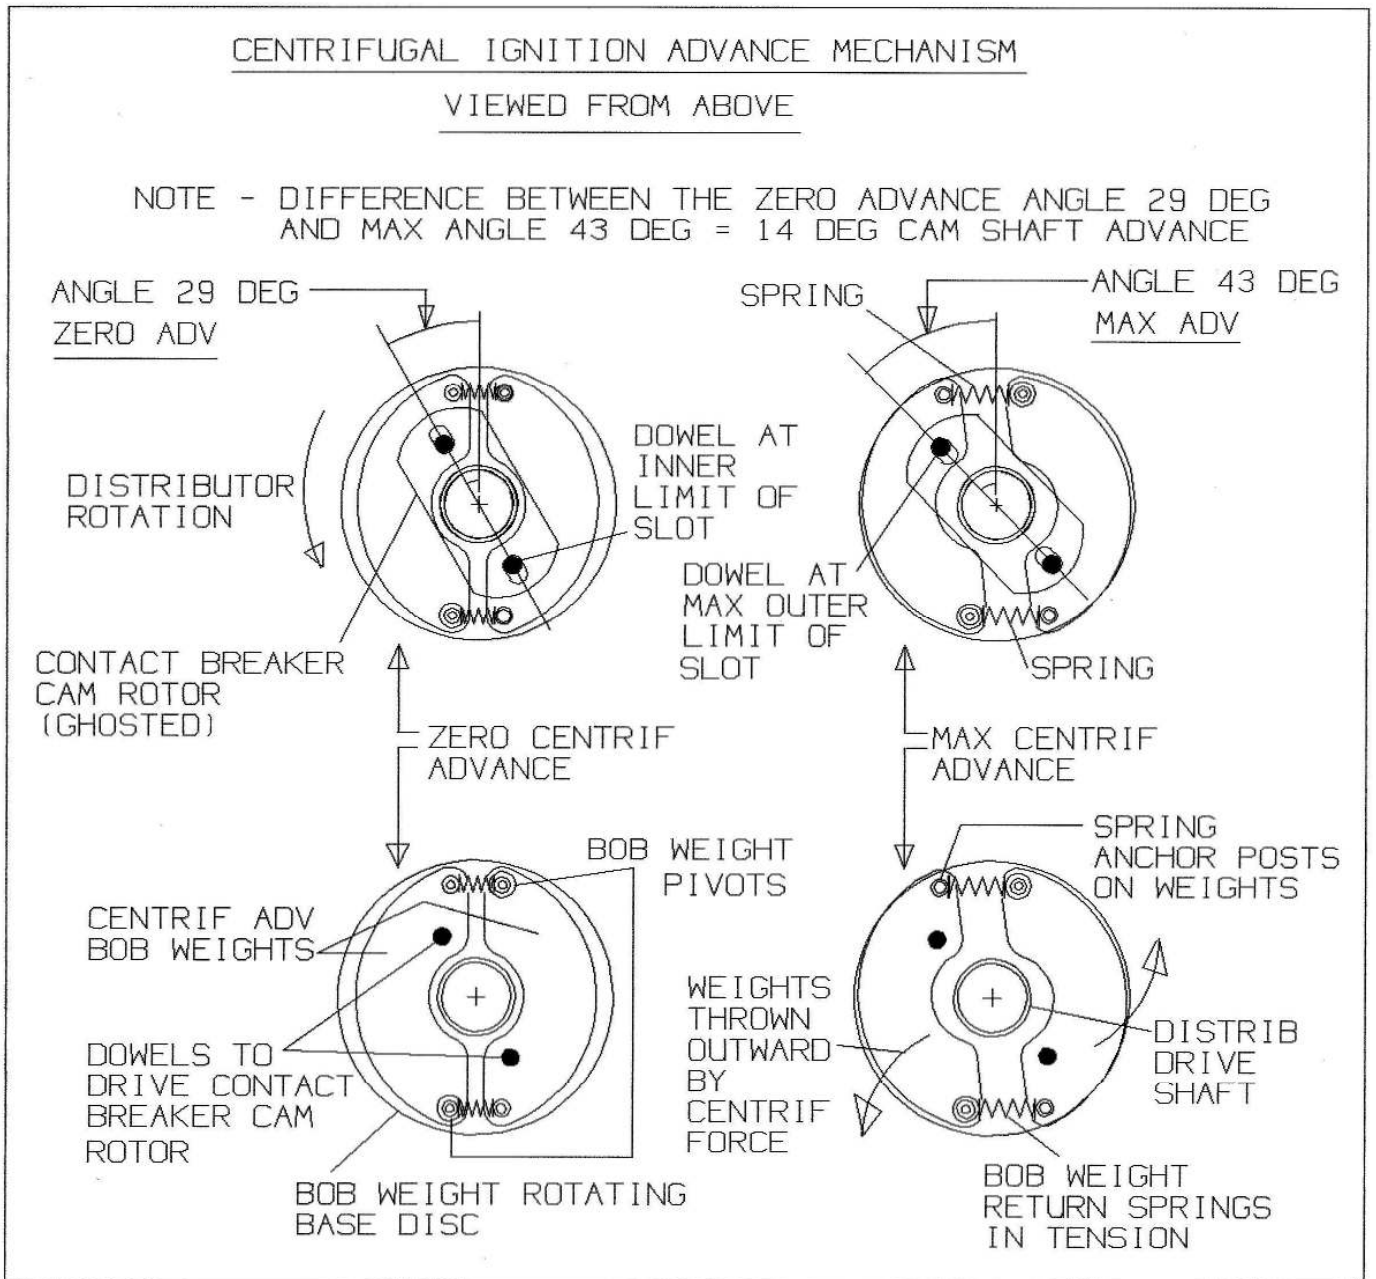 CENTRIFUGAL IGNITION ADVANCE MECHANISM
VIEWED FROM ABOVE
NOTE - DIFFERENCE BETWEEN THE ZERO ADVANCE ANGLE 29 DEG
AND MAX ANGLE 43 DEG = 14 DEG CAM SHAFT ADVANCE
ANGLE 29 DEG
ZERO ADV
SPRING
ANGLE 43 DEG
MAX ADV
DISTRIBUTOR
ROTATION
DOWEL AT
INNER
LIMIT OF
SLOT
DOWEL AT
MAX OUTER
LIMIT OF
SLOT
CONTACT BREAKER
CAM ROTOR
(GHOSTED)
SPRING
ZERO CENTRIF
ADVANCE
MAX CENTRIF
ADVANCE
BOB WEIGHT
PIVOTS
SPRING
ANCHOR POSTS
ON WEIGHTS
CENTRIF ADV
BOB WEIGHTS
WEIGHTS
THROWN
OUTWARD
BY
CENTRIF
FORCE
DISTRIB
DRIVE
SHAFT
DOWELS TO
DRIVE CONTACT
BREAKER CAM
ROTOR
BOB WEIGHT ROTATING
BASE DISC
BOB WEIGHT
RETURN SPRINGS
IN TENSION